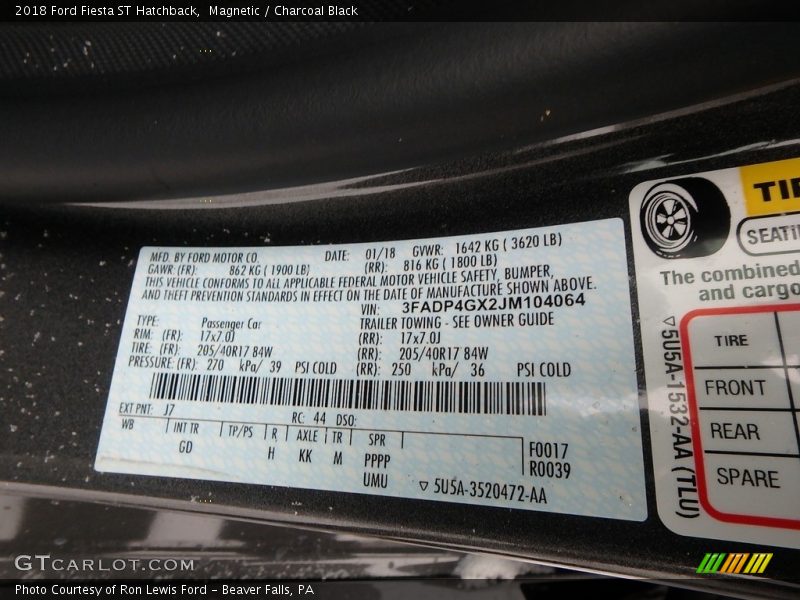 2018 Ford Fiesta ST Hatchback,  Magnetic / Charcoal Black
MFD. BY FORD MOTOR CO.
DATE: 01/18 GVWR: 1642 KG ( 3620 LB)
GAWR: (FR): 862 KG ( 1900 LB) (RR): 816 KG ( 1800 LB)
THIS VEHICLE CONFORMS TO ALL APPLICABLE FEDERAL MOTOR VEHICLE SAFETY, BUMPER,
AND THEFT PREVENTION STANDARDS IN EFFECT ON THE DATE OF MANUFACTURE SHOWN ABOVE.
VIN: 3FADP4GX2JM104064
TYPE: Passenger Car TRAILER TOWING - SEE OWNER GUIDE
RIM: (FR): 17x7.0J (RR): 17x7.0J
TIRE: (FR): 205/40R17 84W (RR): 205/40R17 84W
PRESSURE: (FR): 270 kPa/ 39 PSI COLD (RR): 250 kPa/ 36 PSI COLD
EXT PNT: J7 RC: 44 DSO:
WB INT TR TP/PS R AXLE TR SPR
GD H KK M PPPP
UMU
F0017
R0039
▽ 5U5A-3520472-AA
SEATI
The combined
and cargo
▽5U5A-1532-AA (TLU)
TIRE
FRONT
REAR
SPARE
GTCARLOT.COM
Photo Courtesy of Ron Lewis Ford - Beaver Falls, PA